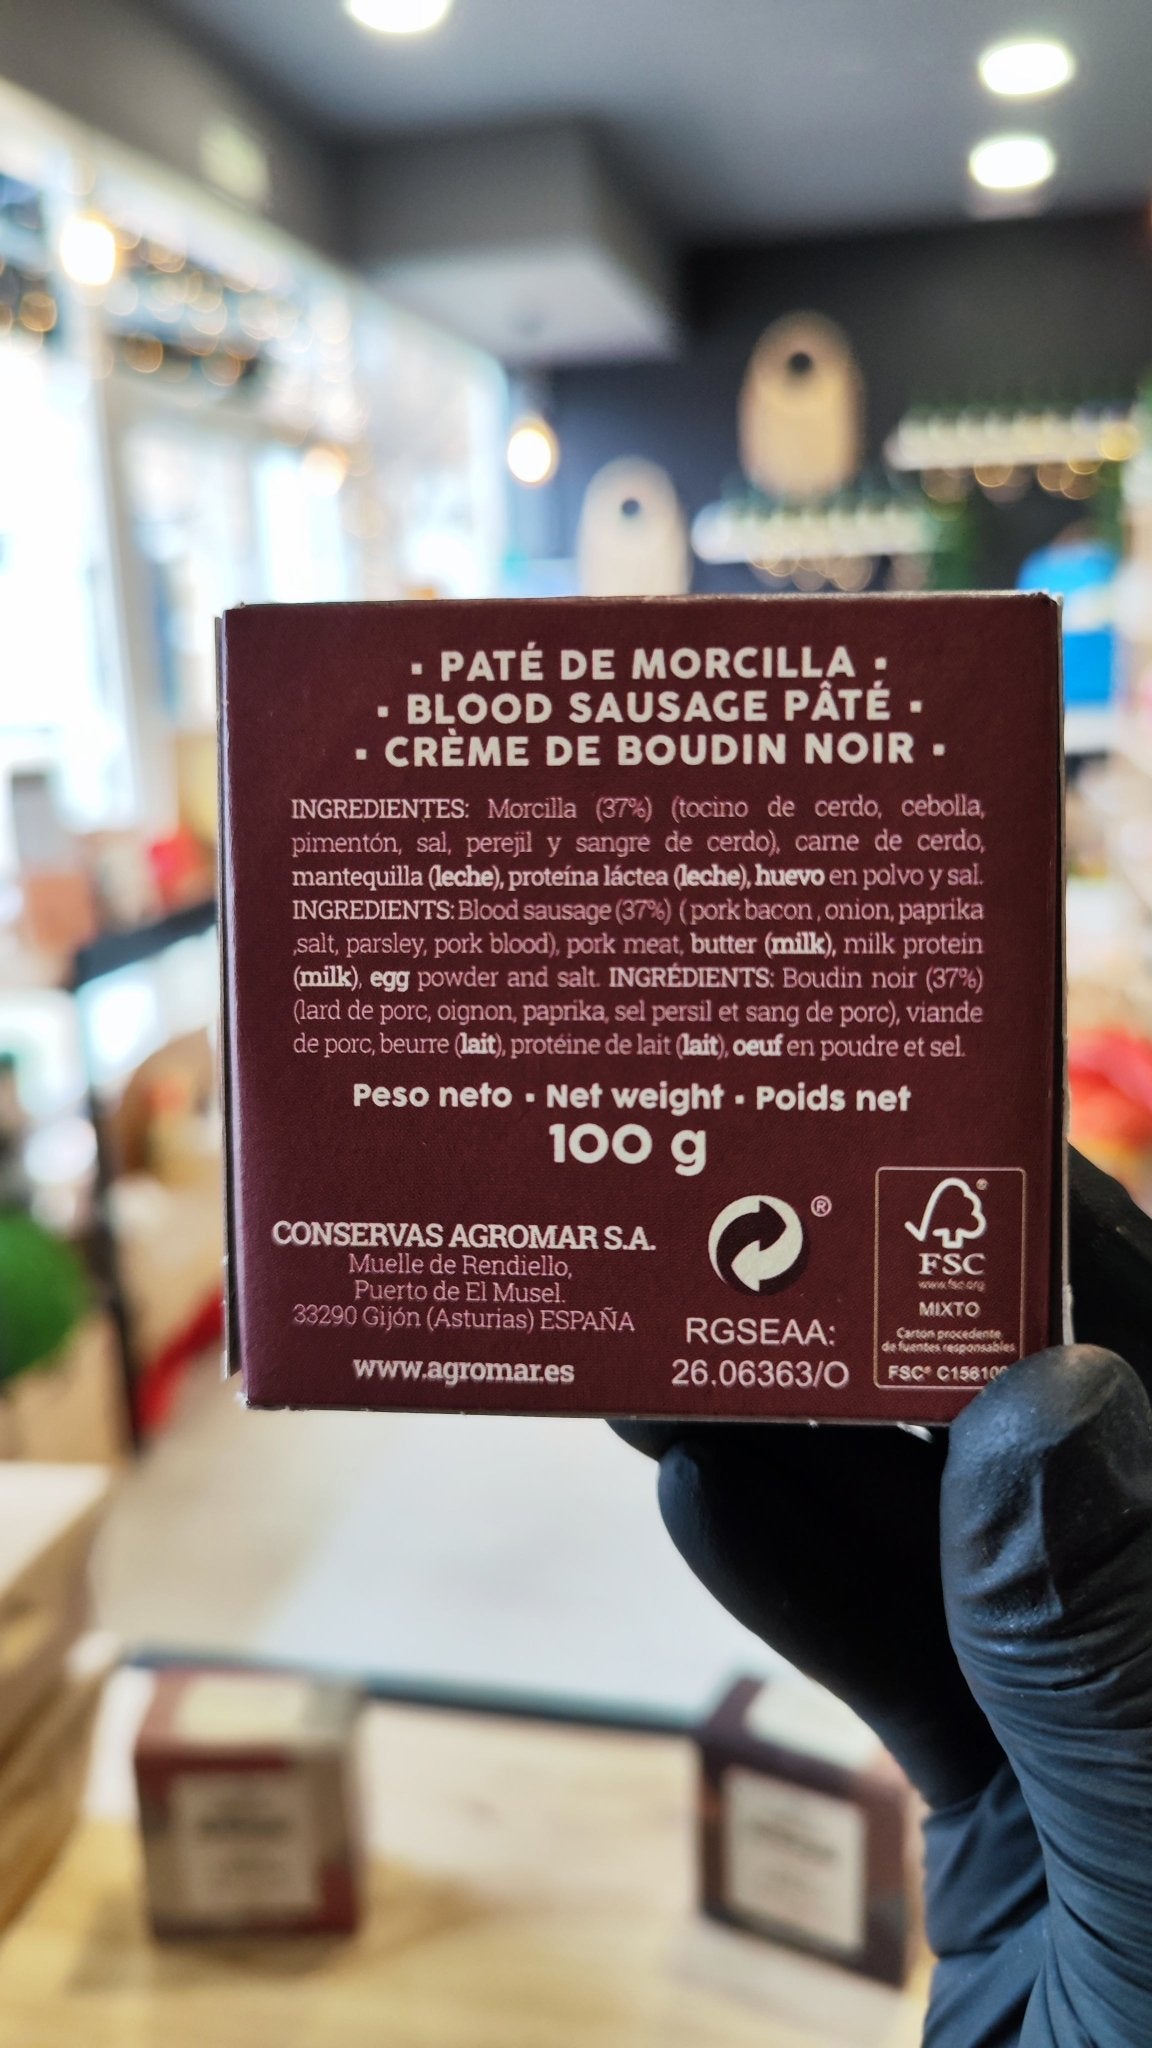 · PATÉ DE MORCILLA ·
· BLOOD SAUSAGE PÂTÉ ·
· CRÈME DE BOUDIN NOIR ·
INGREDIENTES: Morcilla (37%) (tocino de cerdo, cebolla,
pimentón, sal, perejil y sangre de cerdo), carne de cerdo,
mantequilla (leche), proteína láctea (leche), huevo en polvo y sal.
INGREDIENTS: Blood sausage (37%) ( pork bacon , onion, paprika
,salt, parsley, pork blood), pork meat, butter (milk), milk protein
(milk), egg powder and salt. INGRÉDIENTS: Boudin noir (37%)
(lard de porc, oignon, paprika, sel persil et sang de porc), viande
de porc, beurre (lait), protéine de lait (lait), oeuf en poudre et sel.
Peso neto · Net weight · Poids net
100 g
CONSERVAS AGROMAR S.A.
Muelle de Rendiello,
Puerto de El Musel.
33290 Gijón (Asturias) ESPAÑA
www.agromar.es
®
RGSEAA:
26.06363/O
®
FSC
www.fsc.org
MIXTO
Cartón procedente
de fuentes responsables
FSC® C15610